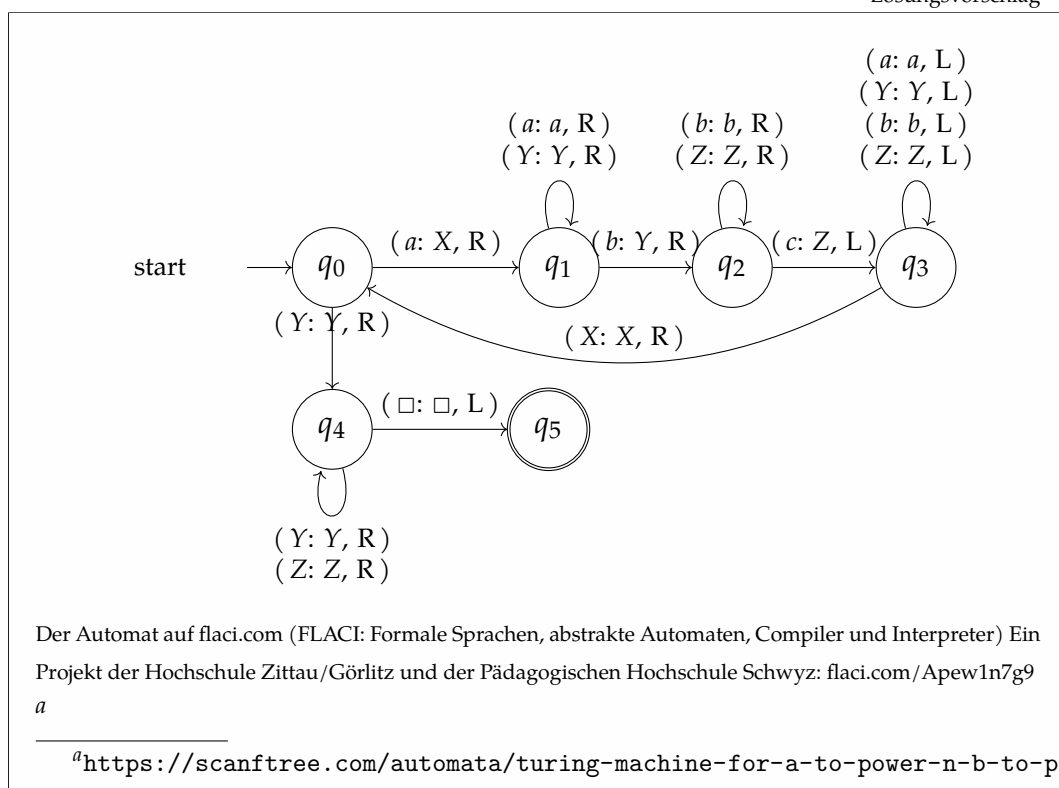 Lösungsvorschlag
( a: a, L )
( Y: Y, L )
( a: a, R ) ( b: b, R ) ( b: b, L )
( Y: Y, R ) ( Z: Z, R ) ( Z: Z, L )
( a: X, R ) ( b: Y, R ) ( c: Z, L )
start q0 q1 q2 q3
( Y: Y, R )
( X: X, R )
( □: □, L )
q4 q5
( Y: Y, R )
( Z: Z, R )
Der Automat auf flaci.com (FLACI: Formale Sprachen, abstrakte Automaten, Compiler und Interpreter) Ein
Projekt der Hochschule Zittau/Görlitz und der Pädagogischen Hochschule Schwyz: flaci.com/Apew1n7g9
a
ahttps://scanftree.com/automata/turing-machine-for-a-to-power-n-b-to-p